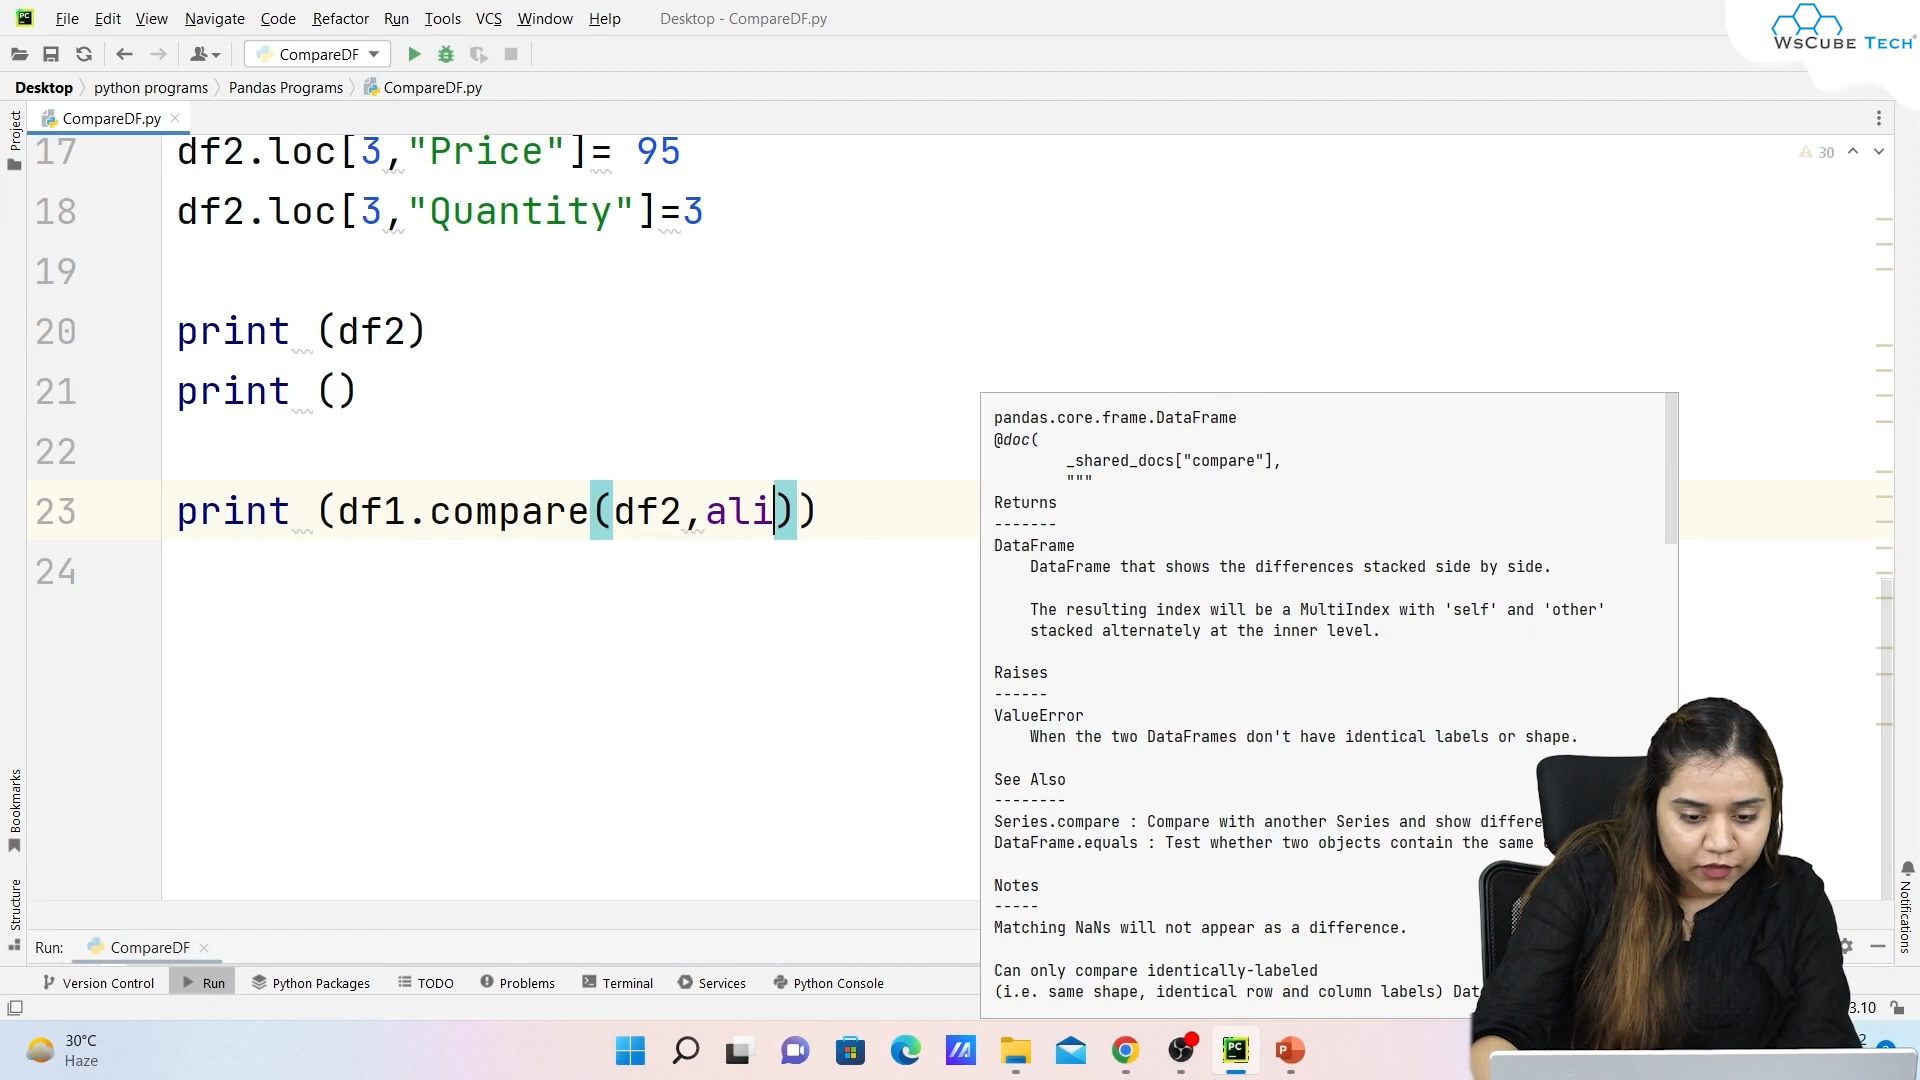 File Edit View Navigate Code Refactor Run Tools VCS Window Help Desktop - CompareDF.py
WsCube Tech
CompareDF
Desktop python programs Pandas Programs CompareDF.py
Project
CompareDF.py
30
17 df2.loc[3,"Price"]= 95
18 df2.loc[3,"Quantity"]=3
19
20 print (df2)
21 print ()
22
23 print (df1.compare(df2,ali))
24
pandas.core.frame.DataFrame
@doc(
_shared_docs["compare"],
"""
Returns
-------
DataFrame
DataFrame that shows the differences stacked side by side.
The resulting index will be a MultiIndex with 'self' and 'other'
stacked alternately at the inner level.
Raises
------
ValueError
When the two DataFrames don't have identical labels or shape.
See Also
--------
Series.compare : Compare with another Series and show differe
DataFrame.equals : Test whether two objects contain the same
Notes
-----
Matching NaNs will not appear as a difference.
Can only compare identically-labeled
(i.e. same shape, identical row and column labels) Dat
Bookmarks
Structure
Notifications
Run: CompareDF
Version Control Run Python Packages TODO Problems Terminal Services Python Console
3.10
30°C
Haze